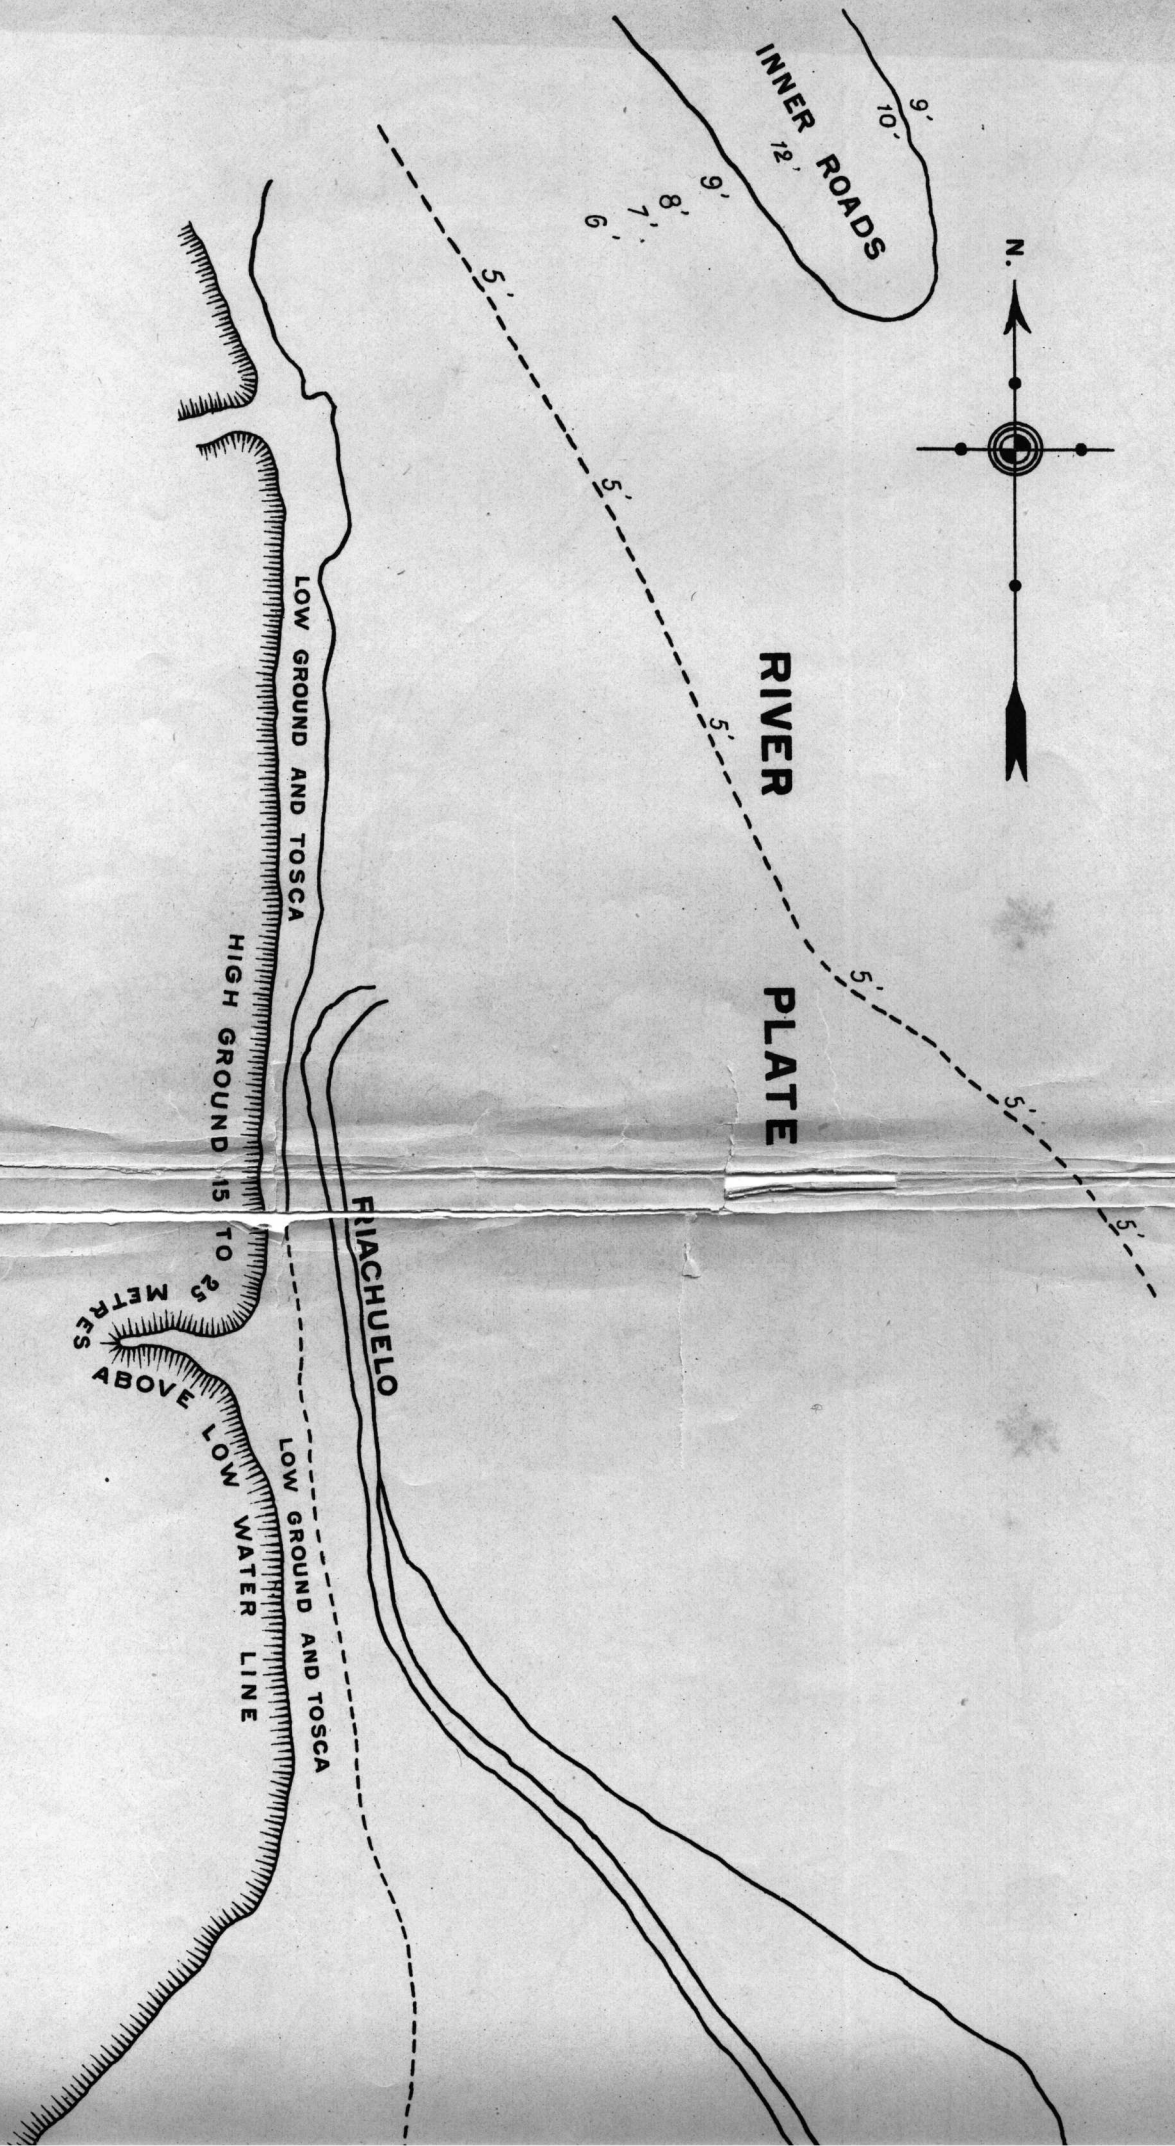 INNER ROADS
9'
10'
12'
9'
8'
7'
6'
N.
5'
5'
5'
5'
5'
5'
RIVER PLATE
LOW GROUND AND TOSCA
HIGH GROUND 15 TO 25 METRES ABOVE LOW WATER LINE
RIACHUELO
LOW GROUND AND TOSCA